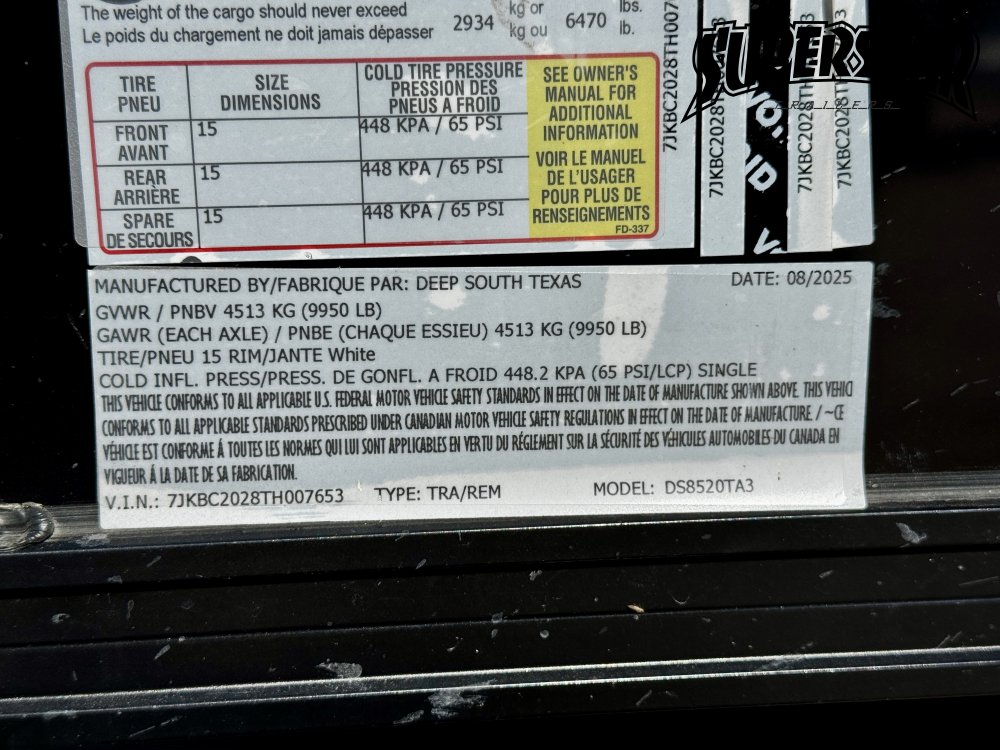 The weight of the cargo should never exceed 2934 kg or 6470 lbs.
Le poids du chargement ne doit jamais dépasser kg ou lb.
TIRE PNEU
SIZE DIMENSIONS
COLD TIRE PRESSURE PRESSION DES PNEUS A FROID
SEE OWNER'S
MANUAL FOR
ADDITIONAL
INFORMATION
VOIR LE MANUEL
DE L'USAGER
POUR PLUS DE
RENSEIGNEMENTS
FD-337
FRONT AVANT 15 448 KPA / 65 PSI
REAR ARRIÈRE 15 448 KPA / 65 PSI
SPARE DE SECOURS 15 448 KPA / 65 PSI
7JKBC2028TH007
SUPERSTAR
TRAILERS
MANUFACTURED BY/FABRIQUE PAR: DEEP SOUTH TEXAS DATE: 08/2025
GVWR / PNBV 4513 KG (9950 LB)
GAWR (EACH AXLE) / PNBE (CHAQUE ESSIEU) 4513 KG (9950 LB)
TIRE/PNEU 15 RIM/JANTE White
COLD INFL. PRESS/PRESS. DE GONFL. A FROID 448.2 KPA (65 PSI/LCP) SINGLE
THIS VEHICLE CONFORMS TO ALL APPLICABLE U.S. FEDERAL MOTOR VEHICLE SAFETY STANDARDS IN EFFECT ON THE DATE OF MANUFACTURE SHOWN ABOVE. THIS VEHICl
CONFORMS TO ALL APPLICABLE STANDARDS PRESCRIBED UNDER CANADIAN MOTOR VEHICLE SAFETY REGULATIONS IN EFFECT ON THE DATE OF MANUFACTURE. / ~CE
VÉHICLE EST CONFORME Á TOUTES LES NORMES QUI LUI SONT APPLICABLES EN VERTU DU RÉGLEMENT SUR LA SÉCURITÉ DES VÉHICULES AUTOMOBILES DU CANADA EN
VIGUEUR Á LA DATE DE SA FABRICATION.
V.I.N.: 7JKBC2028TH007653 TYPE: TRA/REM MODEL: DS8520TA3